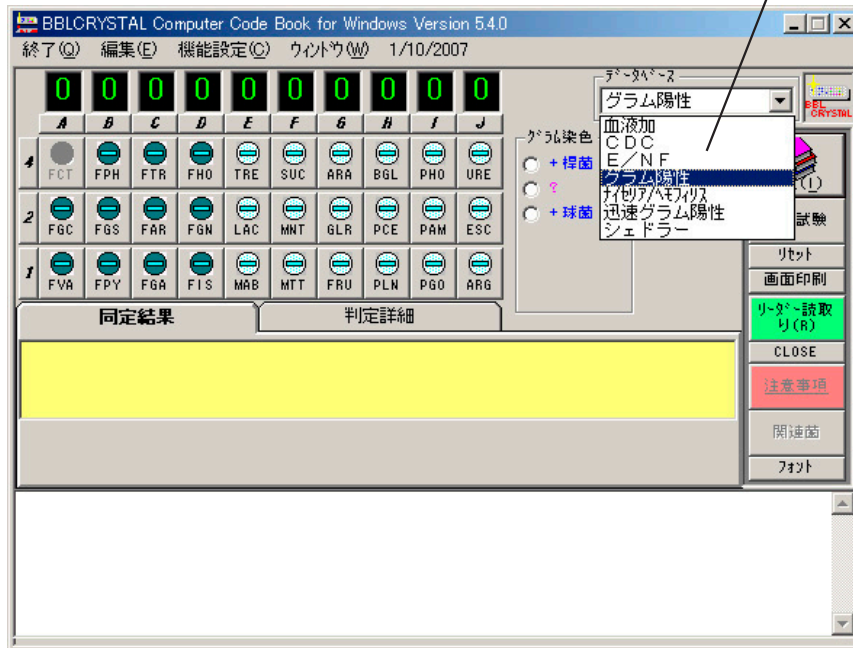 BBLCRYSTAL Computer Code Book for Windows Version 5.4.0
終了(Q) 編集(E) 機能設定(C) ウィンドウ(W) 1/10/2007
0 0 0 0 0 0 0 0 0 0
A B C D E F G H I J
データベース
グラム陽性
血液加
CDC
E/NF
グラム陽性
ナイセリア/ヘモフィリス
迅速グラム陽性
シェドラー
BBL
CRYSTAL
グラム染色
+ 桿菌
?
+ 球菌
4 FCT FPH FTR FHO TRE SUC ARA BGL PHO URE
2 FGC FGS FAR FGN LAC MNT GLR PCE PAM ESC
1 FVA FPY FGA FIS MAB MTT FRU PLN PGO ARG
(I)
試験
リセット
画面印刷
リーダー読取
り(R)
CLOSE
注意事項
関連菌
フォント
同定結果 判定詳細